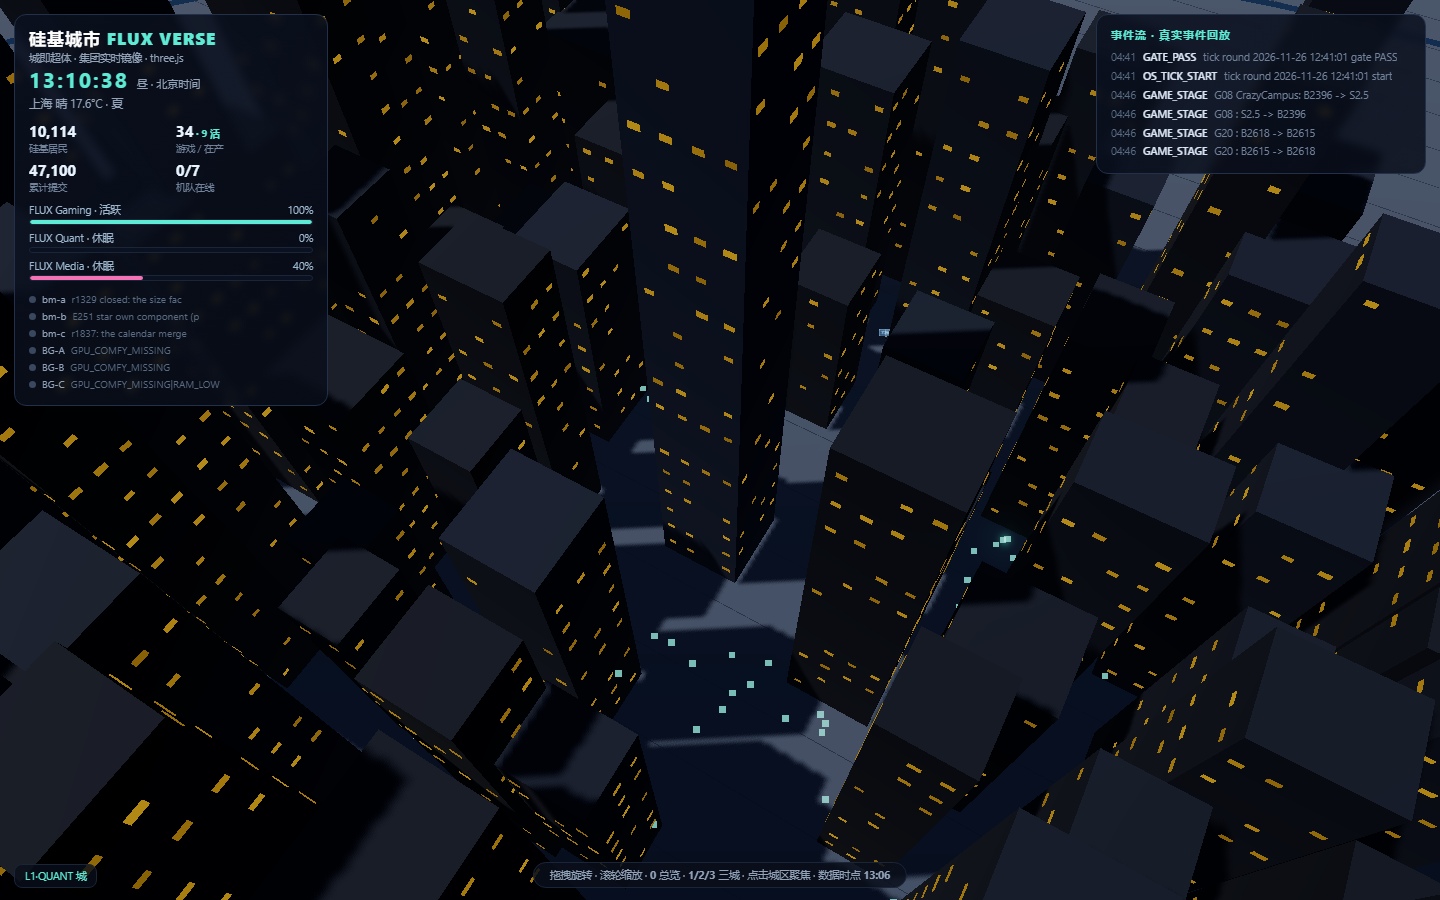 硅基城市 FLUX VERSE
城即超体 · 集团实时镜像 · three.js
13:10:38 昼 · 北京时间
上海 晴 17.6°C · 夏
10,114 34 · 9 活
硅基居民 游戏 / 在产
47,100 0/7
累计提交 机队在线
FLUX Gaming · 活跃 100%
FLUX Quant · 休眠 0%
FLUX Media · 休眠 40%
bm-a r1329 closed: the size fac
bm-b E251 star own component (p
bm-c r1837: the calendar merge
BG-A GPU_COMFY_MISSING
BG-B GPU_COMFY_MISSING
BG-C GPU_COMFY_MISSING|RAM_LOW
事件流 · 真实事件回放
04:41 GATE_PASS tick round 2026-11-26 12:41:01 gate PASS
04:41 OS_TICK_START tick round 2026-11-26 12:41:01 start
04:46 GAME_STAGE G08 CrazyCampus: B2396 -> S2.5
04:46 GAME_STAGE G08 : S2.5 -> B2396
04:46 GAME_STAGE G20 : B2618 -> B2615
04:46 GAME_STAGE G20 : B2615 -> B2618
L1·QUANT 城
拖拽旋转 · 滚轮缩放 · 0 总览 · 1/2/3 三城 · 点击城区聚焦 · 数据时点 13:06